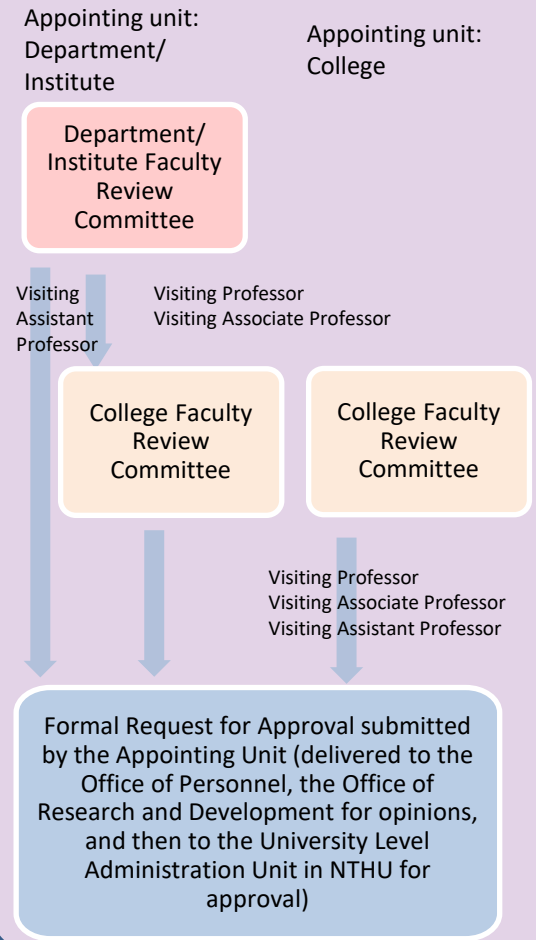 Appointing unit:
Department/
Institute
Appointing unit:
College
Department/
Institute Faculty
Review
Committee
Visiting
Assistant
Professor
Visiting Professor
Visiting Associate Professor
College Faculty
Review
Committee
College Faculty
Review
Committee
Visiting Professor
Visiting Associate Professor
Visiting Assistant Professor
Formal Request for Approval submitted
by the Appointing Unit (delivered to the
Office of Personnel, the Office of
Research and Development for opinions,
and then to the University Level
Administration Unit in NTHU for
approval)